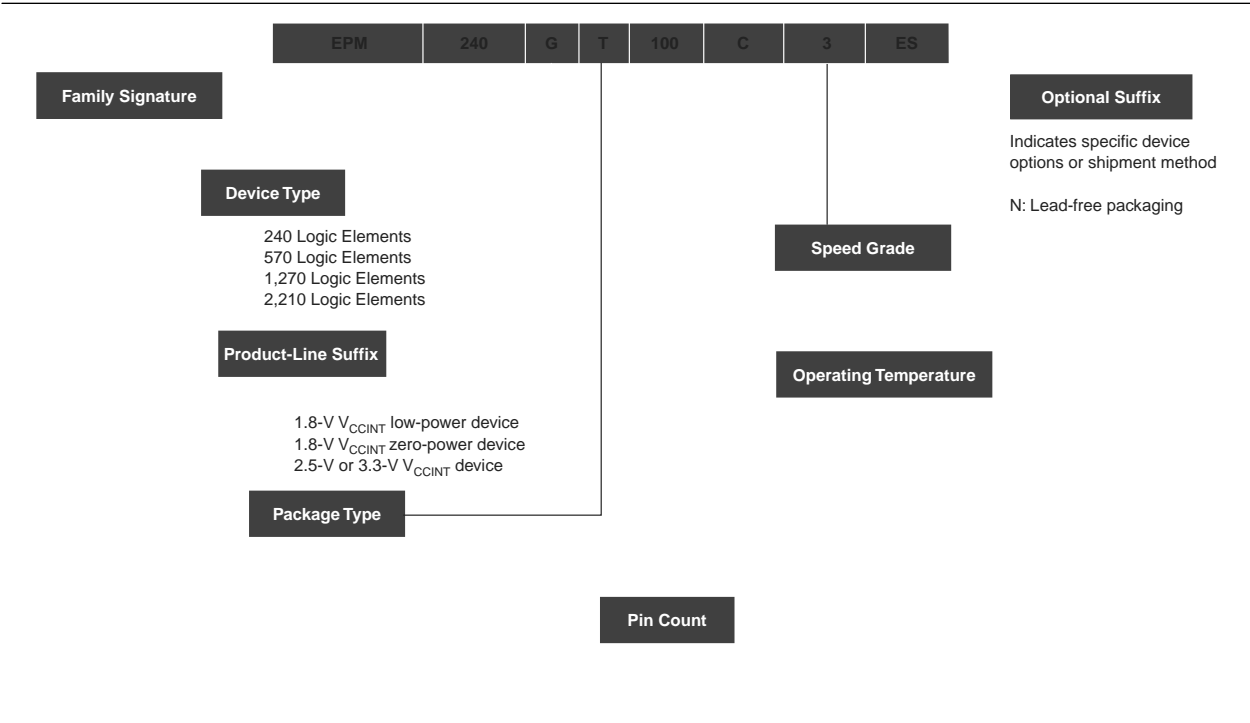 EPM 240 G T 100 C 3 ES
Family Signature
Optional Suffix
Indicates specific device
options or shipment method
N: Lead-free packaging
Device Type
240 Logic Elements
570 Logic Elements
1,270 Logic Elements
2,210 Logic Elements
Speed Grade
Product-Line Suffix
1.8-V VCCINT low-power device
1.8-V VCCINT zero-power device
2.5-V or 3.3-V VCCINT device
Operating Temperature
Package Type
Pin Count